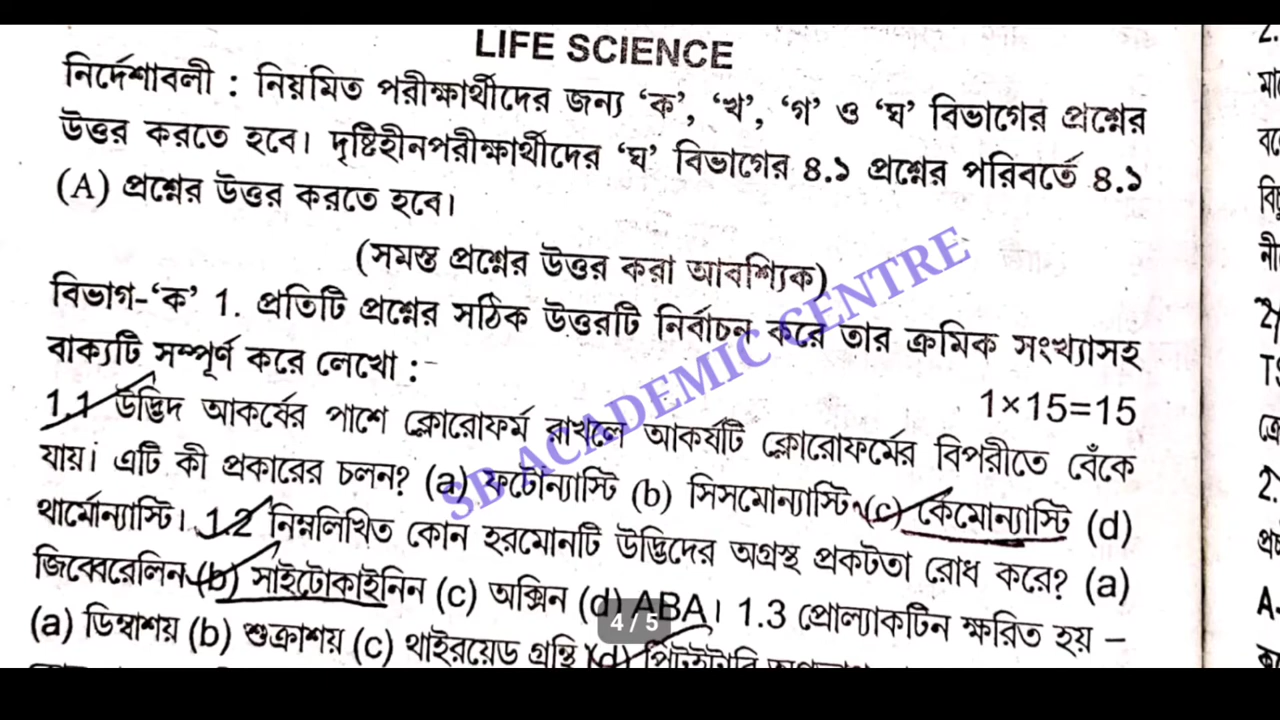 LIFE SCIENCE
নির্দেশাবলী : নিয়মিত পরীক্ষার্থীদের জন্য ‘ক’, ‘খ’, ‘গ’ ও ‘ঘ’ বিভাগের প্রশ্নের
উত্তর করতে হবে। দৃষ্টিহীনপরীক্ষার্থীদের ‘ঘ’ বিভাগের ৪.১ প্রশ্নের পরিবর্তে ৪.১
(A) প্রশ্নের উত্তর করতে হবে।
(সমস্ত প্রশ্নের উত্তর করা আবশ্যিক)
বিভাগ-‘ক’ 1. প্রতিটি প্রশ্নের সঠিক উত্তরটি নির্বাচন করে তার ক্রমিক সংখ্যাসহ
বাক্যটি সম্পূর্ণ করে লেখো :-
1×15=15
1.1 উদ্ভিদ আকর্ষের পাশে ক্লোরোফর্ম রাখলে আকর্ষটি ক্লোরোফর্মের বিপরীতে বেঁকে
যায়। এটি কী প্রকারের চলন? (a) ফটোন্যাস্টি (b) সিসমোন্যাস্টি (c) কেমোন্যাস্টি (d)
থার্মোন্যাস্টি। 1.2 নিম্নলিখিত কোন হরমোনটি উদ্ভিদের অগ্রস্থ প্রকটতা রোধ করে? (a)
জিব্বেরেলিন (b) সাইটোকাইনিন (c) অক্সিন (d) ABA। 1.3 প্রোল্যাকটিন ক্ষরিত হয় –
(a) ডিম্বাশয় (b) শুক্রাশয় (c) থাইরয়েড গ্রন্থি (d) পিটুইটারি
SB ACADEMIC CENTRE
4 / 5